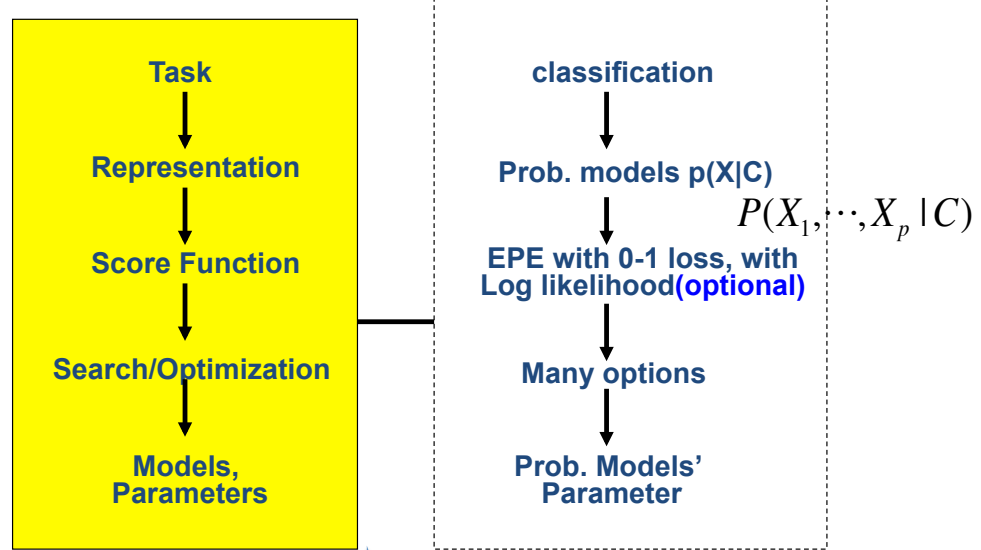 Task
Representation
Score Function
Search/Optimization
Models,
Parameters
classification
Prob. models p(X|C)
P(X₁,⋯,Xₚ | C)
EPE with 0-1 loss, with
Log likelihood(optional)
Many options
Prob. Models’
Parameter